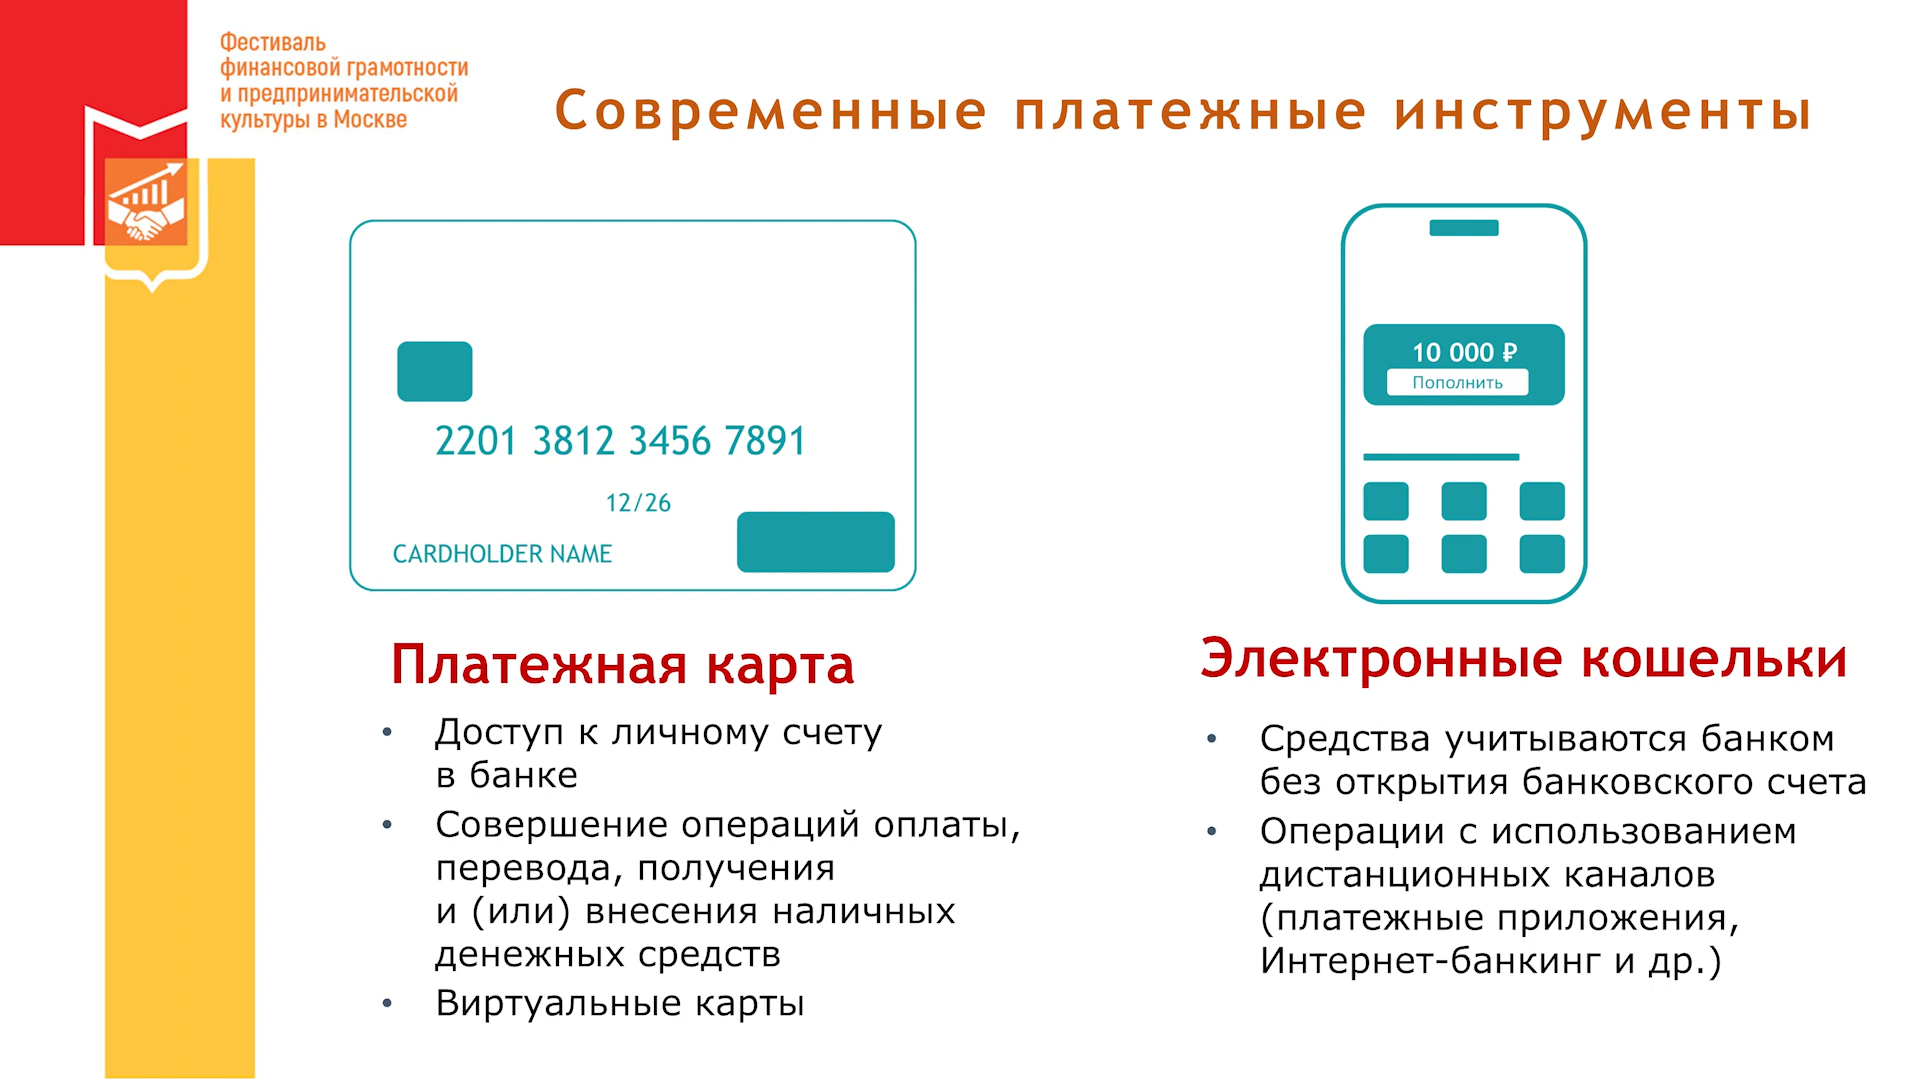 Фестиваль
финансовой грамотности
и предпринимательской
культуры в Москве
Современные платежные инструменты
2201 3812 3456 7891
12/26
CARDHOLDER NAME
10 000 ₽
Пополнить
Платежная карта
• Доступ к личному счету
в банке
• Совершение операций оплаты,
перевода, получения
и (или) внесения наличных
денежных средств
• Виртуальные карты
Электронные кошельки
• Средства учитываются банком
без открытия банковского счета
• Операции с использованием
дистанционных каналов
(платежные приложения,
Интернет-банкинг и др.)